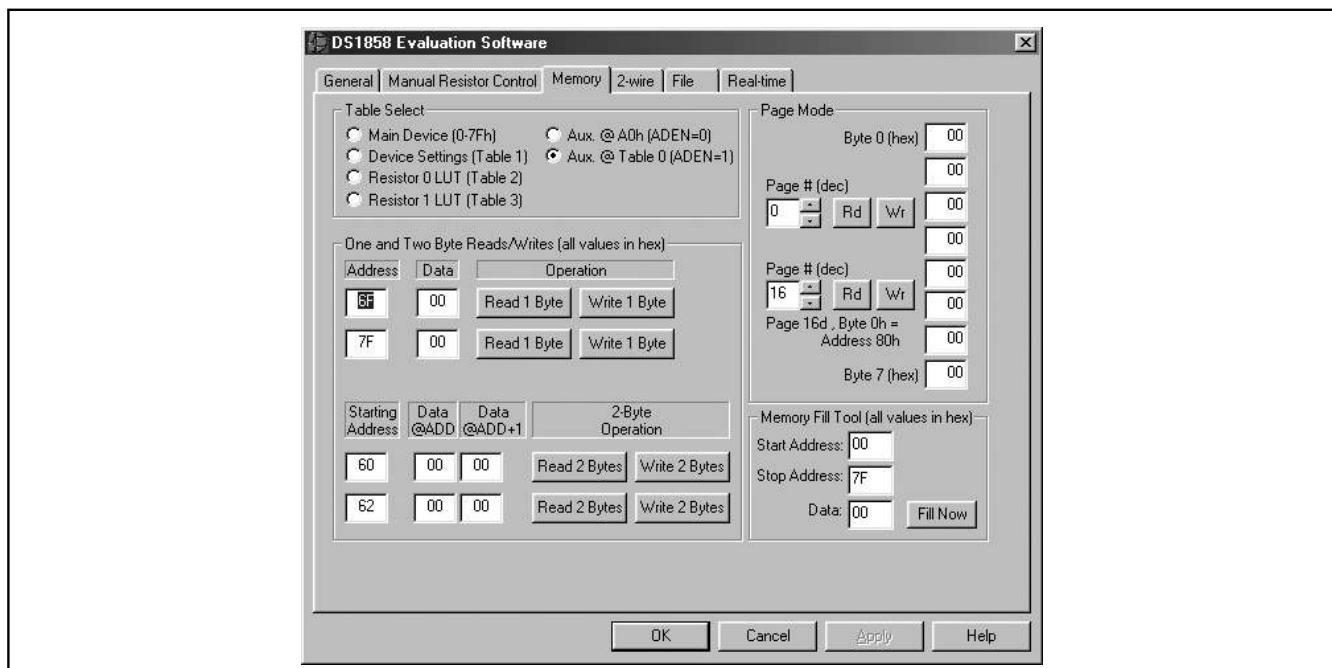 DS1858 Evaluation Software
General Manual Resistor Control Memory 2-wire File Real-time
Table Select
Main Device (0-7Fh) Aux. @ A0h (ADEN=0)
Device Settings (Table 1) Aux. @ Table 0 (ADEN=1)
Resistor 0 LUT (Table 2)
Resistor 1 LUT (Table 3)
One and Two Byte Reads/Writes (all values in hex)
Address Data Operation
6F 00 Read 1 Byte Write 1 Byte
7F 00 Read 1 Byte Write 1 Byte
Starting Data Data 2-Byte
Address @ADD @ADD+1 Operation
60 00 00 Read 2 Bytes Write 2 Bytes
62 00 00 Read 2 Bytes Write 2 Bytes
Page Mode
Byte 0 (hex) 00
00
Page # (dec)
0 Rd Wr 00
00
Page # (dec) 00
16 Rd Wr 00
Page 16d , Byte 0h =
Address 80h 00
Byte 7 (hex) 00
Memory Fill Tool (all values in hex)
Start Address: 00
Stop Address: 7F
Data: 00 Fill Now
OK Cancel Apply Help